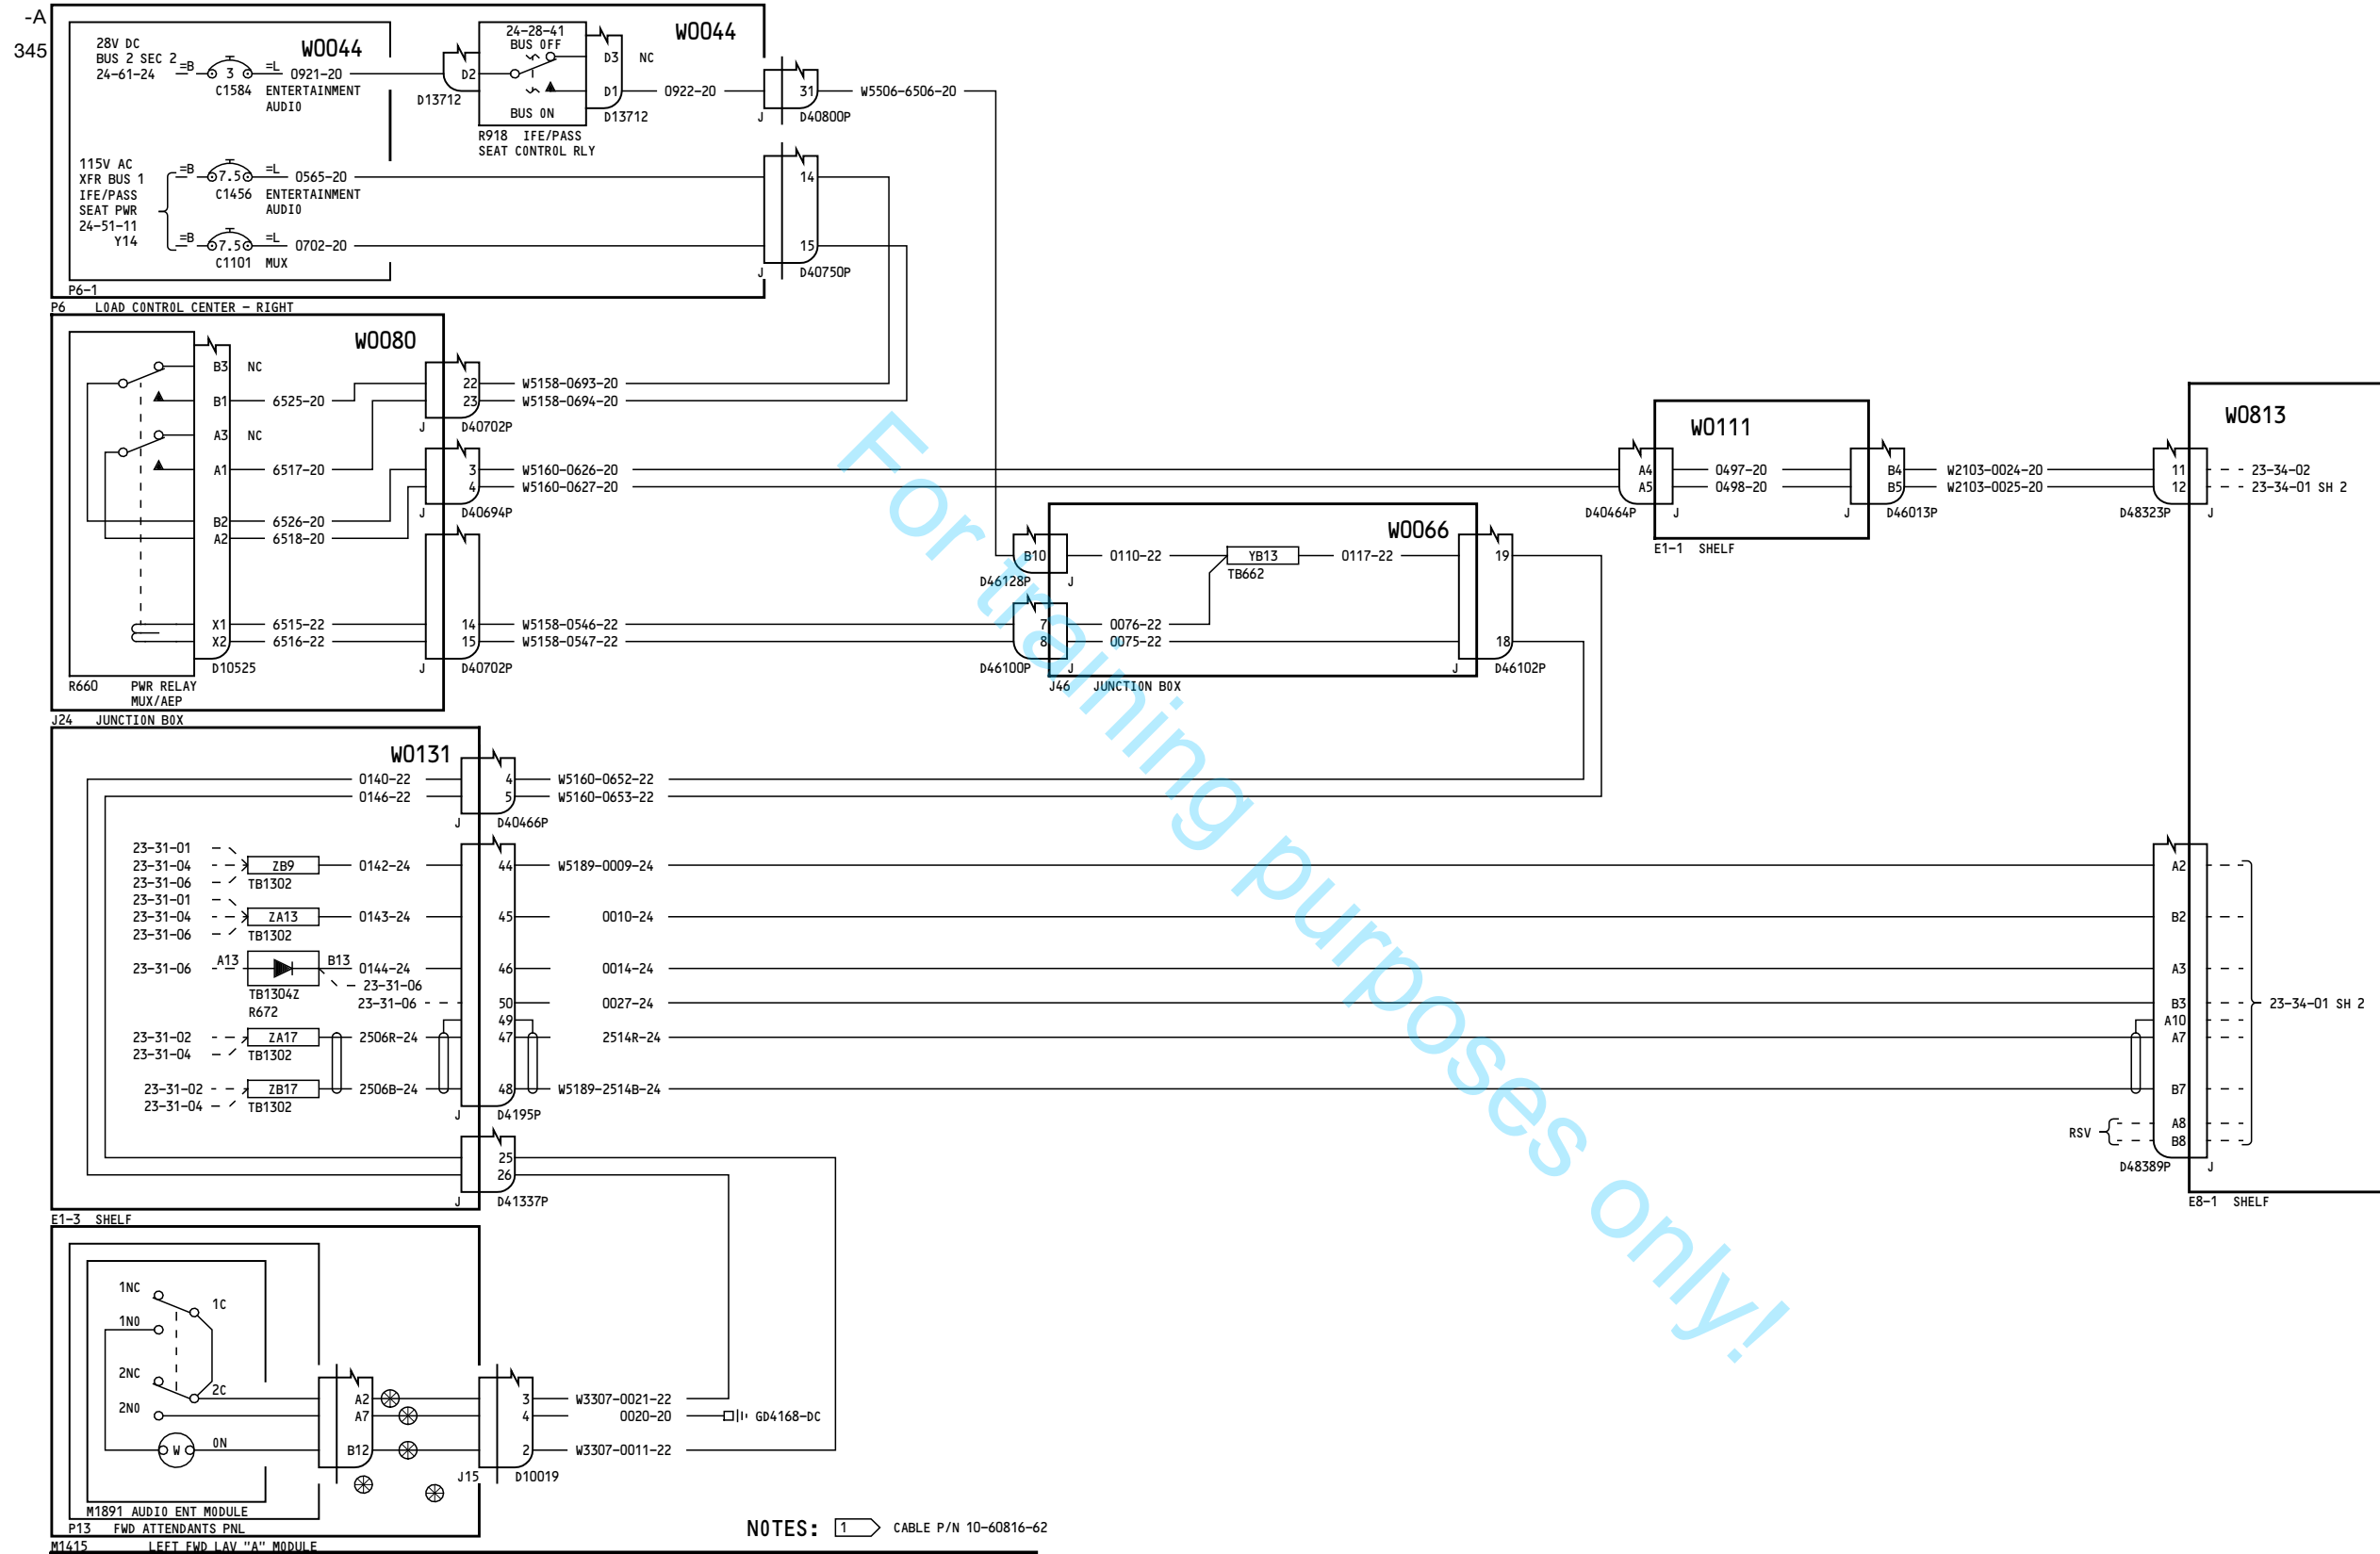 -A
345
28V DC
BUS 2 SEC 2
24-61-24
=B
3
=L
0921-20
C1584
ENTERTAINMENT
AUDIO
W0044
D2
D13712
24-28-41
BUS OFF
BUS ON
D3
NC
D1
D13712
R918 IFE/PASS
SEAT CONTROL RLY
W0044
0922-20
31
J
D40800P
W5506-6506-20
115V AC
XFR BUS 1
IFE/PASS
SEAT PWR
24-51-11
Y14
=B
7.5
=L
0565-20
C1456
ENTERTAINMENT
AUDIO
=B
7.5
=L
0702-20
C1101
MUX
14
15
J
D40750P
P6-1
P6 LOAD CONTROL CENTER - RIGHT
W0080
B3
NC
B1
6525-20
A3
NC
A1
6517-20
B2
6526-20
A2
6518-20
X1
6515-22
X2
6516-22
D10525
R660
PWR RELAY
MUX/AEP
J24 JUNCTION BOX
22
W5158-0693-20
23
W5158-0694-20
J
D40702P
3
W5160-0626-20
4
W5160-0627-20
J
D40694P
14
W5158-0546-22
15
W5158-0547-22
J
D40702P
B10
D46128P
J
7
8
D46100P
J
0110-22
YB13
TB662
0117-22
0076-22
0075-22
W0066
19
18
J
D46102P
J46 JUNCTION BOX
A4
A5
D40464P
J
W0111
0497-20
0498-20
B4
B5
J
D46013P
E1-1 SHELF
W2103-0024-20
W2103-0025-20
11
12
D48323P
J
W0813
23-34-02
23-34-01 SH 2
W0131
0140-22
4
W5160-0652-22
0146-22
5
W5160-0653-22
J
D40466P
23-31-01
23-31-04
23-31-06
ZB9
TB1302
0142-24
44
W5189-0009-24
23-31-01
23-31-04
23-31-06
ZA13
TB1302
0143-24
45
0010-24
23-31-06
A13
B13
0144-24
46
0014-24
TB1304Z
R672
23-31-06
23-31-06
50
0027-24
49
23-31-02
23-31-04
ZA17
TB1302
2506R-24
47
2514R-24
23-31-02
23-31-04
ZB17
TB1302
2506B-24
48
W5189-2514B-24
J
D4195P
25
26
J
D41337P
E1-3 SHELF
A2
B2
A3
B3
A10
A7
B7
A8
B8
RSV
D48389P
J
23-34-01 SH 2
E8-1 SHELF
1NC
1C
1NO
2NC
2C
2NO
W
ON
A2
A7
B12
3
W3307-0021-22
4
0020-20
GD4168-DC
2
W3307-0011-22
J15
D10019
M1891 AUDIO ENT MODULE
P13 FWD ATTENDANTS PNL
M1415 LEFT FWD LAV "A" MODULE
NOTES: 1 CABLE P/N 10-60816-62
For training purposes only!